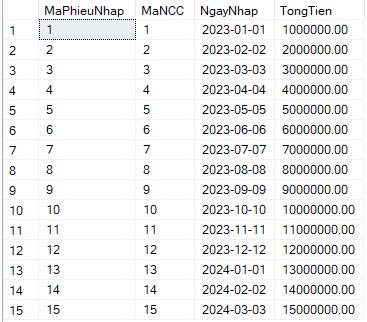 MaPhieuNhap MaNCC NgayNhap TongTien
1 1 1 2023-01-01 1000000.00
2 2 2 2023-02-02 2000000.00
3 3 3 2023-03-03 3000000.00
4 4 4 2023-04-04 4000000.00
5 5 5 2023-05-05 5000000.00
6 6 6 2023-06-06 6000000.00
7 7 7 2023-07-07 7000000.00
8 8 8 2023-08-08 8000000.00
9 9 9 2023-09-09 9000000.00
10 10 10 2023-10-10 10000000.00
11 11 11 2023-11-11 11000000.00
12 12 12 2023-12-12 12000000.00
13 13 13 2024-01-01 13000000.00
14 14 14 2024-02-02 14000000.00
15 15 15 2024-03-03 15000000.00